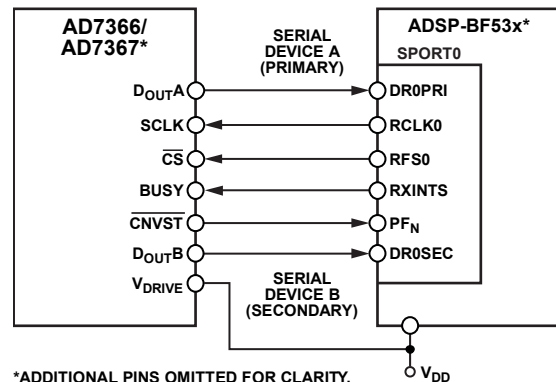 AD7366/
AD7367*
ADSP-BF53x*
SERIAL
DEVICE A
(PRIMARY)
SPORT0
DOUTA
DR0PRI
SCLK
RCLK0
CS
RFS0
BUSY
RXINTS
CNVST
PFN
DOUTB
DR0SEC
VDRIVE
SERIAL
DEVICE B
(SECONDARY)
VDD
*ADDITIONAL PINS OMITTED FOR CLARITY.